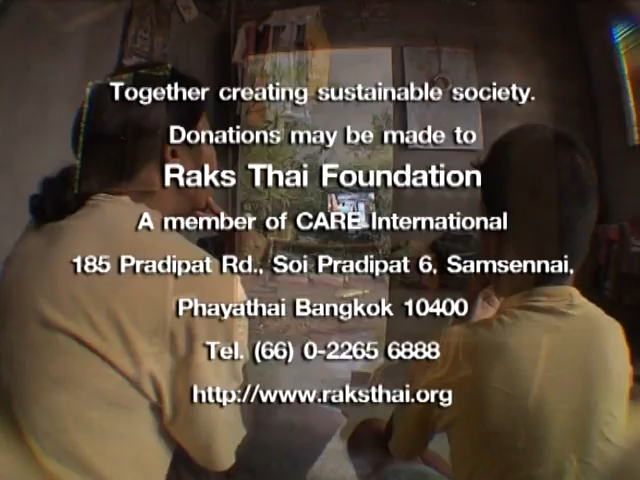 Together creating sustainable society.
Donations may be made to
Raks Thai Foundation
A member of CARE International
185 Pradipat Rd., Soi Pradipat 6, Samsennai,
Phayathai Bangkok 10400
Tel. (66) 0-2265 6888
http://www.raksthai.org